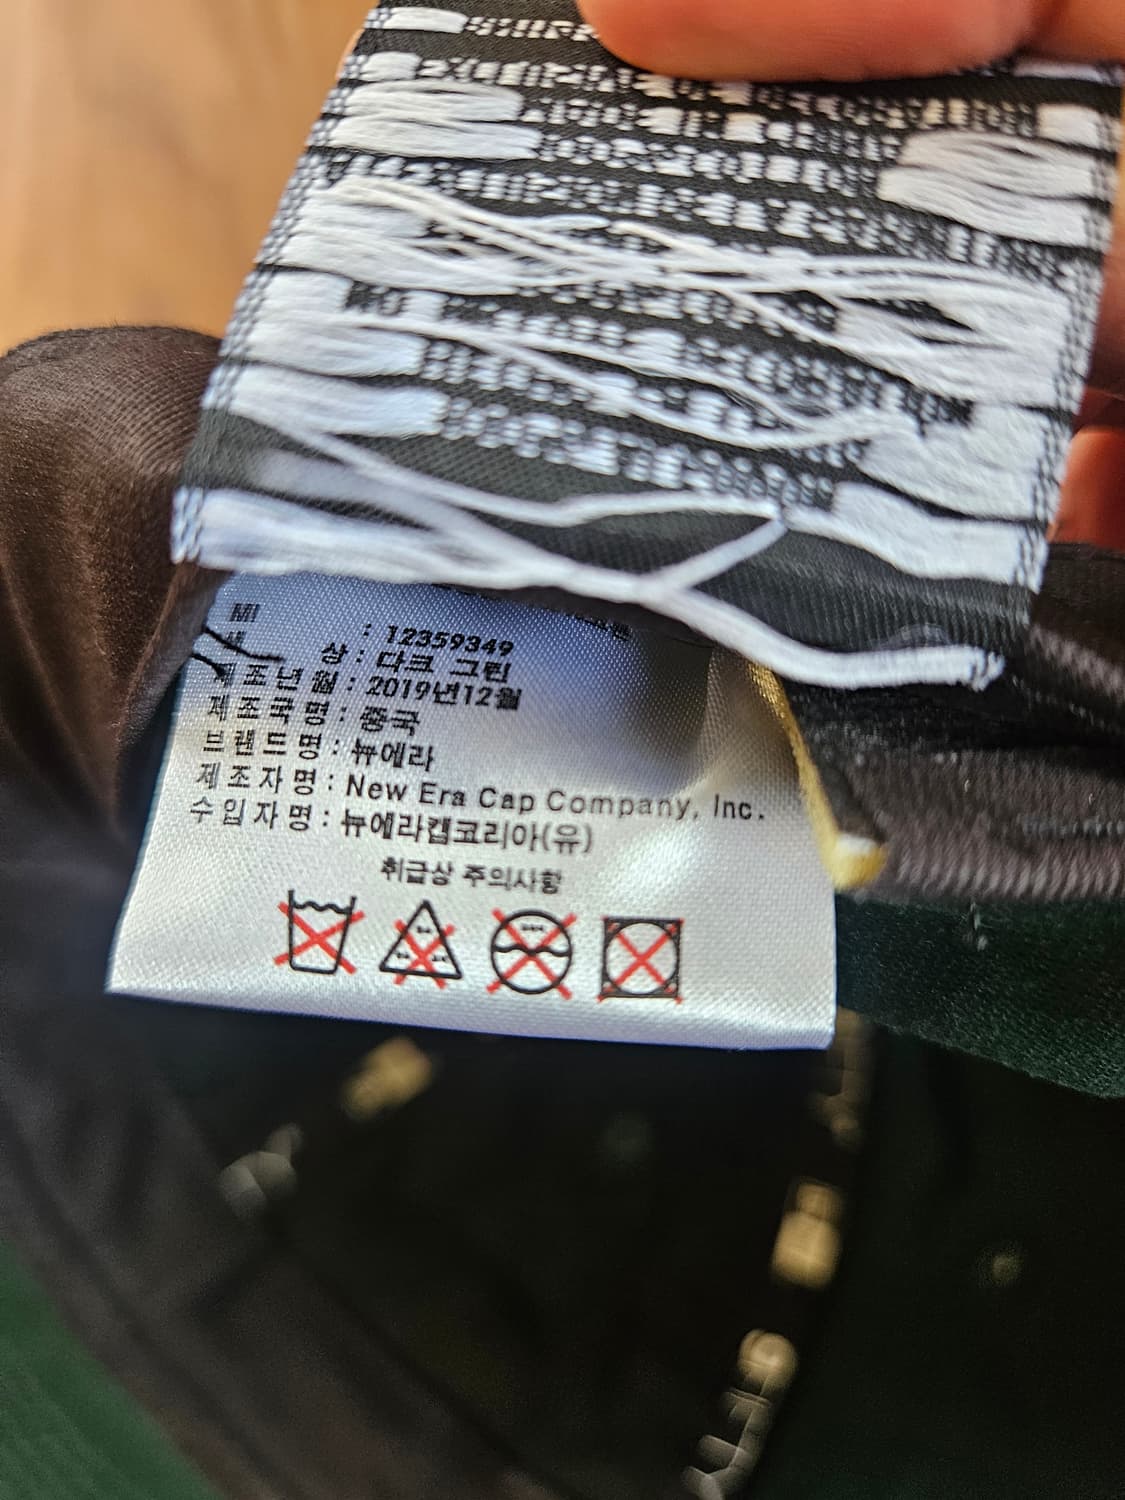 MI : 12359349
색 상 : 다크 그린
제조년월 : 2019년12월
제조국명 : 중국
브랜드명 : 뉴에라
제조자명 : New Era Cap Company, Inc.
수입자명 : 뉴에라캡코리아(유)
취급상 주의사항